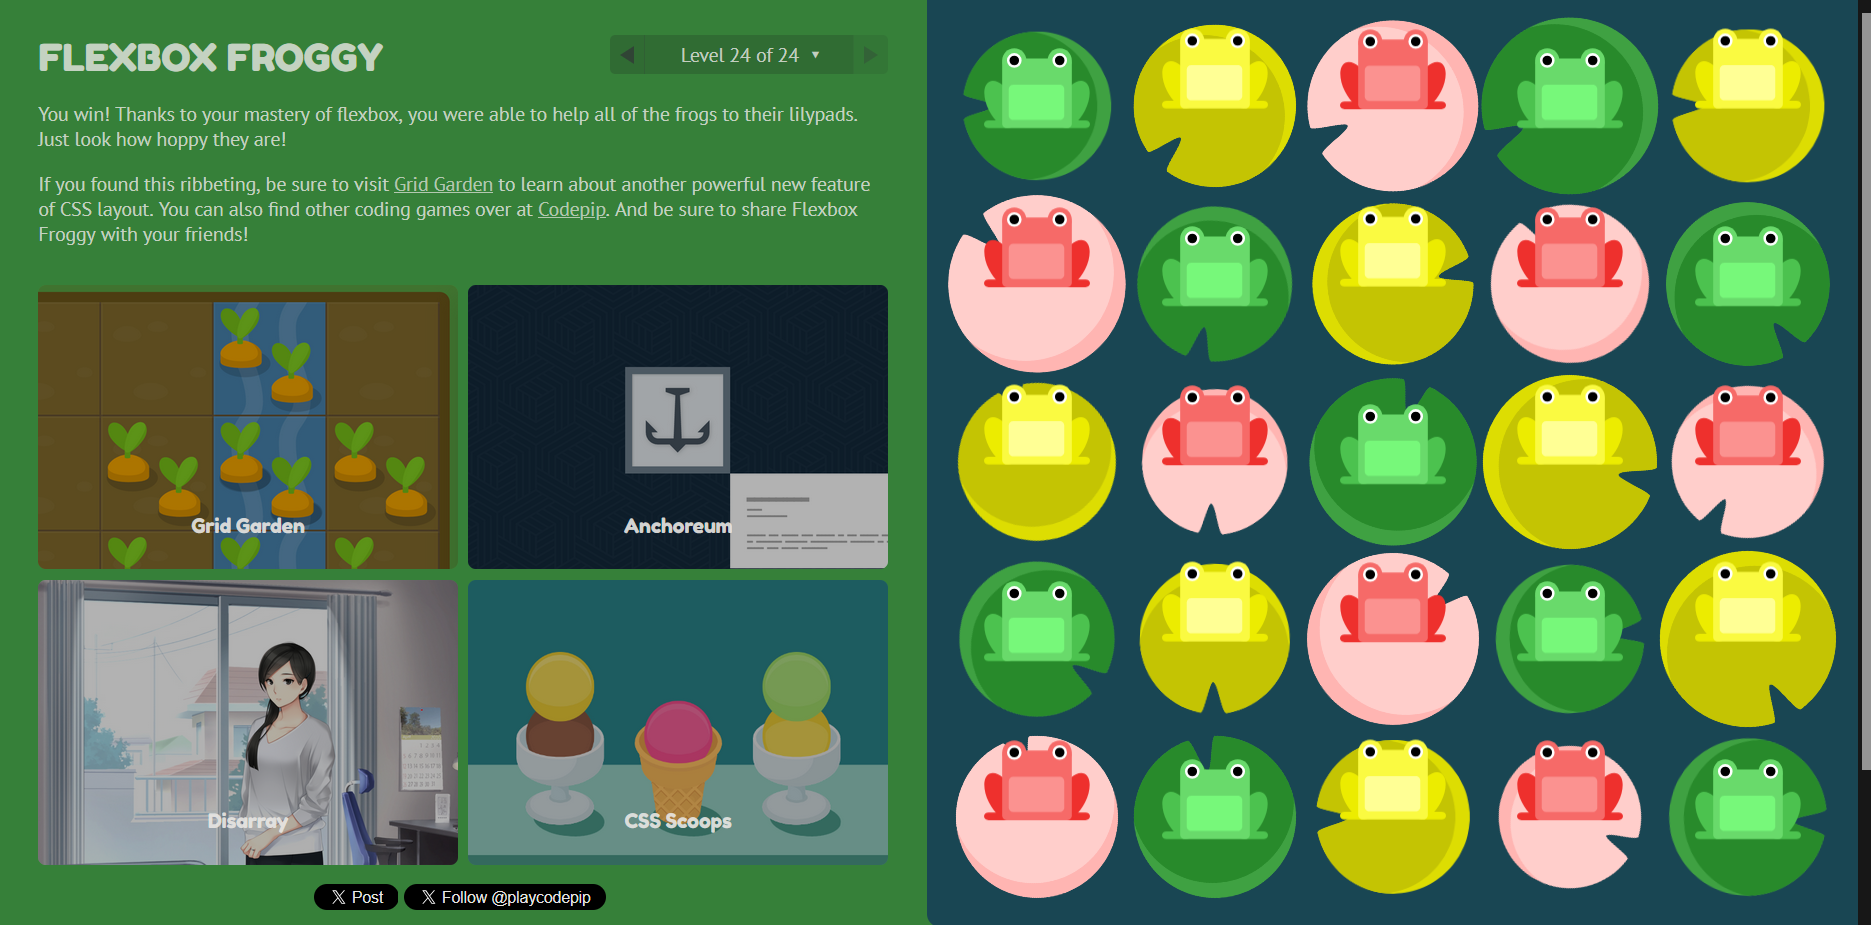 FLEXBOX FROGGY
Level 24 of 24 ▼
You win! Thanks to your mastery of flexbox, you were able to help all of the frogs to their lilypads.
Just look how hoppy they are!
If you found this ribbeting, be sure to visit Grid Garden to learn about another powerful new feature
of CSS layout. You can also find other coding games over at Codepip. And be sure to share Flexbox
Froggy with your friends!
Grid Garden
Anchoreum
Disarray
CSS Scoops
X Post
X Follow @playcodepip